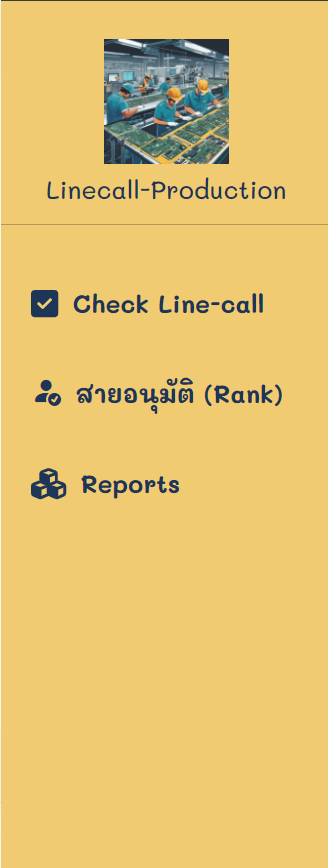 Linecall-Production
Check Line-call
สายอนุมัติ (Rank)
Reports